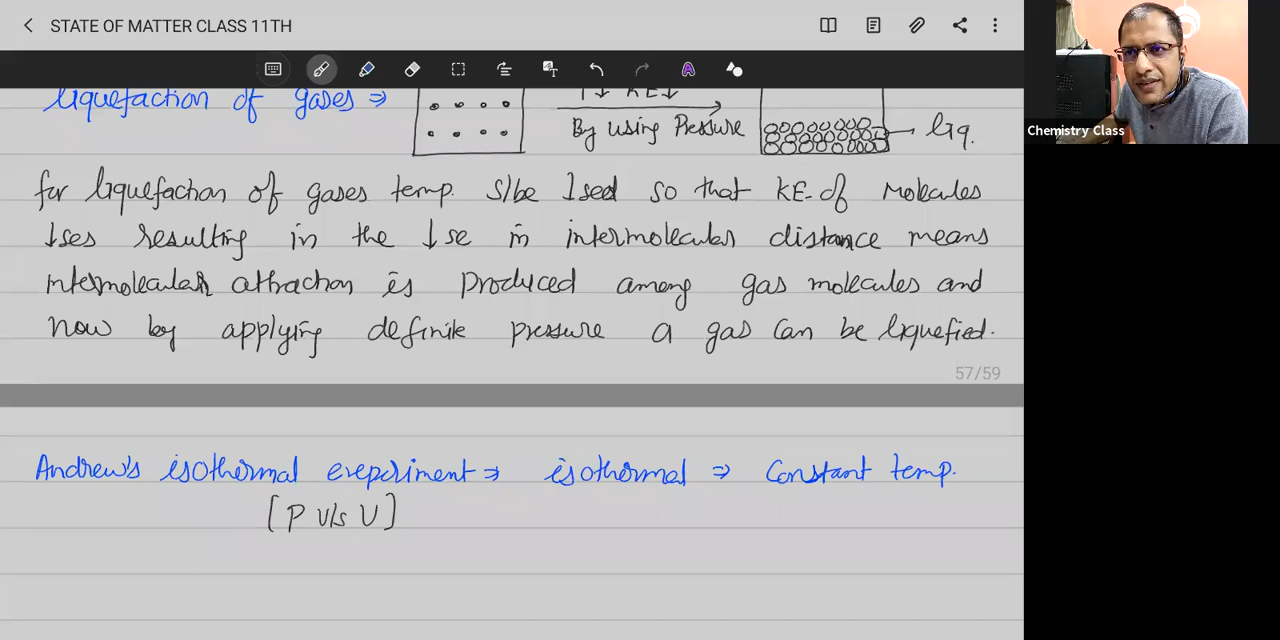 STATE OF MATTER CLASS 11TH
liquefaction of gases ⇒
T↓ KE↓
By using Pressure
liq.
Chemistry Class
for liquefaction of gases temp. s/be ↓sed so that KE of molecules
↓ses resulting in the ↓se in intermolecular distance means
intermolecular attraction is produced among gas molecules and
now by applying definite pressure a gas can be liquefied.
57/59
Andrew's isothermal exepriment ⇒ isothermal ⇒ Constant temp.
[P v/s V]